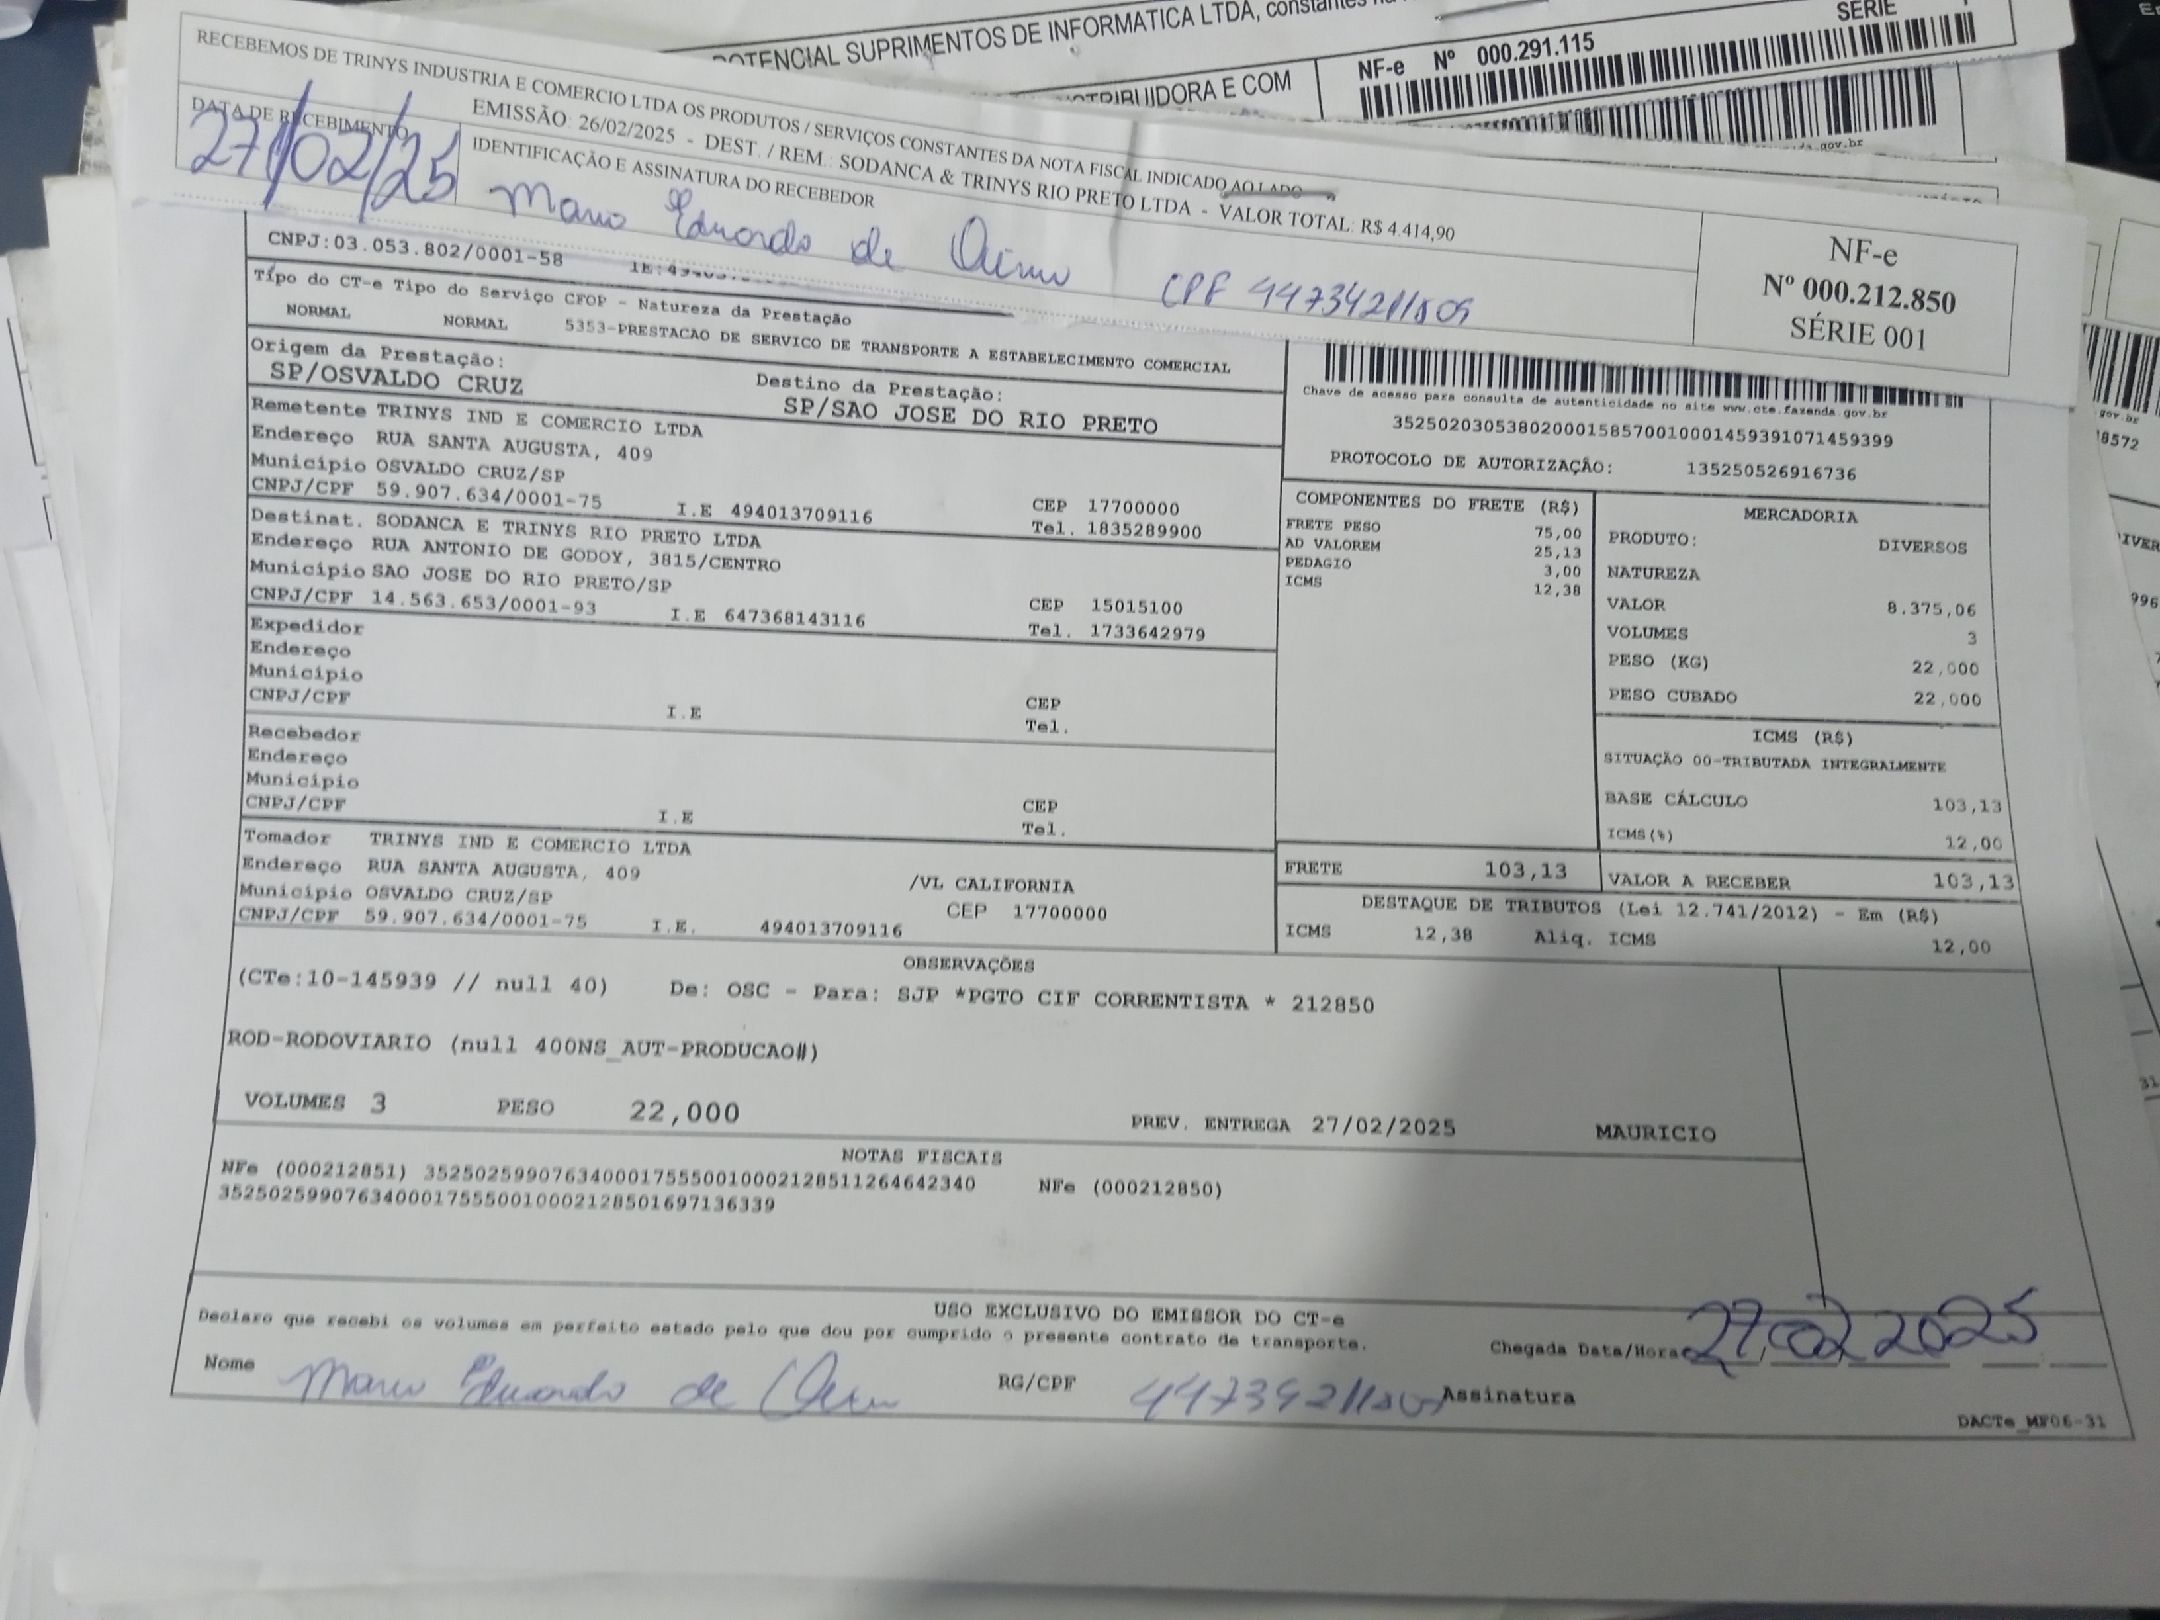 POTENCIAL SUPRIMENTOS DE INFORMATICA LTDA, constantes
SÉRIE
DISTRIBUIDORA E COM
NF-e Nº 000.291.115
gov.br
RECEBEMOS DE TRINYS INDUSTRIA E COMERCIO LTDA OS PRODUTOS / SERVIÇOS CONSTANTES DA NOTA FISCAL INDICADO AO LADO
EMISSÃO: 26/02/2025 - DEST. / REM.: SODANCA & TRINYS RIO PRETO LTDA - VALOR TOTAL: R$ 4.414,90
DATA DE RECEBIMENTO
27/02/25
IDENTIFICAÇÃO E ASSINATURA DO RECEBEDOR
Mario Eduardo de
CPF
NF-e
Nº 000.212.850
SÉRIE 001
CNPJ:03.053.802/0001-58
Tipo do CT-e Tipo do Serviço CFOP - Natureza da Prestação
NORMAL NORMAL 5353-PRESTACAO DE SERVICO DE TRANSPORTE A ESTABELECIMENTO COMERCIAL
Origem da Prestação:
SP/OSVALDO CRUZ
Destino da Prestação:
SP/SAO JOSE DO RIO PRETO
Chave de acesso para consulta de autenticidade no site www.cte.fazenda.gov.br
35250203053802000158570010001459391071459399
PROTOCOLO DE AUTORIZAÇÃO: 135250526916736
Remetente TRINYS IND E COMERCIO LTDA
Endereço RUA SANTA AUGUSTA, 409
Município OSVALDO CRUZ/SP
CEP 17700000
CNPJ/CPF 59.907.634/0001-75 I.E 494013709116 Tel. 1835289900
Destinat. SODANCA E TRINYS RIO PRETO LTDA
Endereço RUA ANTONIO DE GODOY, 3815/CENTRO
Município SAO JOSE DO RIO PRETO/SP
CEP 15015100
CNPJ/CPF 14.563.653/0001-93 I.E 647368143116 Tel. 1733642979
Expedidor
Endereço
Município
CEP
CNPJ/CPF I.E Tel.
Recebedor
Endereço
Município
CEP
CNPJ/CPF I.E Tel.
Tomador TRINYS IND E COMERCIO LTDA
Endereço RUA SANTA AUGUSTA, 409 /VL CALIFORNIA
Município OSVALDO CRUZ/SP CEP 17700000
CNPJ/CPF 59.907.634/0001-75 I.E. 494013709116
COMPONENTES DO FRETE (R$)
FRETE PESO 75,00
AD VALOREM 25,13
PEDAGIO 3,00
ICMS 12,38
MERCADORIA
PRODUTO: DIVERSOS
NATUREZA
VALOR 8.375,06
VOLUMES 3
PESO (KG) 22,000
PESO CUBADO 22,000
ICMS (R$)
SITUAÇÃO 00-TRIBUTADA INTEGRALMENTE
BASE CÁLCULO 103,13
ICMS(%) 12,00
FRETE 103,13 VALOR A RECEBER 103,13
DESTAQUE DE TRIBUTOS (Lei 12.741/2012) - Em (R$)
ICMS 12,38 Aliq. ICMS 12,00
OBSERVAÇÕES
(CTe:10-145939 // null 40) De: OSC - Para: SJP *PGTO CIF CORRENTISTA * 212850
ROD-RODOVIARIO (null 400NS_AUT-PRODUCAO#)
VOLUMES 3 PESO 22,000 PREV. ENTREGA 27/02/2025 MAURICIO
NOTAS FISCAIS
NFe (000212851) 35250259907634000175550010002128511264642340 NFe (000212850)
35250259907634000175550010002128501697136339
USO EXCLUSIVO DO EMISSOR DO CT-e
Declaro que recebi os volumes em perfeito estado pelo que dou por cumprido o presente contrato de transporte.
Chegada Data/Hora 27/02/2025
Nome Mario Eduardo de RG/CPF Assinatura
DACTe_MF06-31